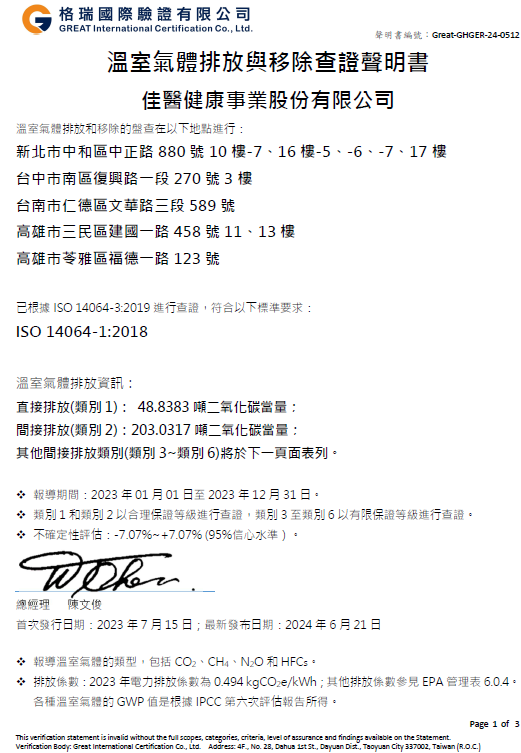 格瑞國際驗證有限公司
GREAT International Certification Co., Ltd.
聲明書編號：Great-GHGER-24-0512
溫室氣體排放與移除查證聲明書
佳醫健康事業股份有限公司
溫室氣體排放和移除的盤查在以下地點進行：
新北市中和區中正路 880 號 10 樓-7、16 樓-5、-6、-7、17 樓
台中市南區復興路一段 270 號 3 樓
台南市仁德區文華路三段 589 號
高雄市三民區建國一路 458 號 11、13 樓
高雄市苓雅區福德一路 123 號
已根據 ISO 14064-3:2019 進行查證，符合以下標準要求：
ISO 14064-1:2018
溫室氣體排放資訊：
直接排放(類別 1)： 48.8383 噸二氧化碳當量；
間接排放(類別 2)：203.0317 噸二氧化碳當量；
其他間接排放類別(類別 3~類別 6)將於下一頁面表列。
❖ 報導期間：2023 年 01 月 01 日至 2023 年 12 月 31 日。
❖ 類別 1 和類別 2 以合理保證等級進行查證，類別 3 至類別 6 以有限保證等級進行查證。
❖ 不確定性評估：-7.07%~+7.07% (95%信心水準）。
總經理 陳文俊
首次發行日期：2023 年 7 月 15 日；最新發布日期：2024 年 6 月 21 日
❖ 報導溫室氣體的類型，包括 CO₂、CH₄、N₂O 和 HFCs。
❖ 排放係數：2023 年電力排放係數為 0.494 kgCO₂e/kWh；其他排放係數參見 EPA 管理表 6.0.4。
各種溫室氣體的 GWP 值是根據 IPCC 第六次評估報告所得。
Page 1 of 3
This verification statement is invalid without the full scopes, categories, criteria, level of assurance and findings available on the Statement.
Verification Body: Great International Certification Co., Ltd. Address: 4F., No. 28, Dahua 1st St., Dayuan Dist., Taoyuan City 337002, Taiwan (R.O.C.)